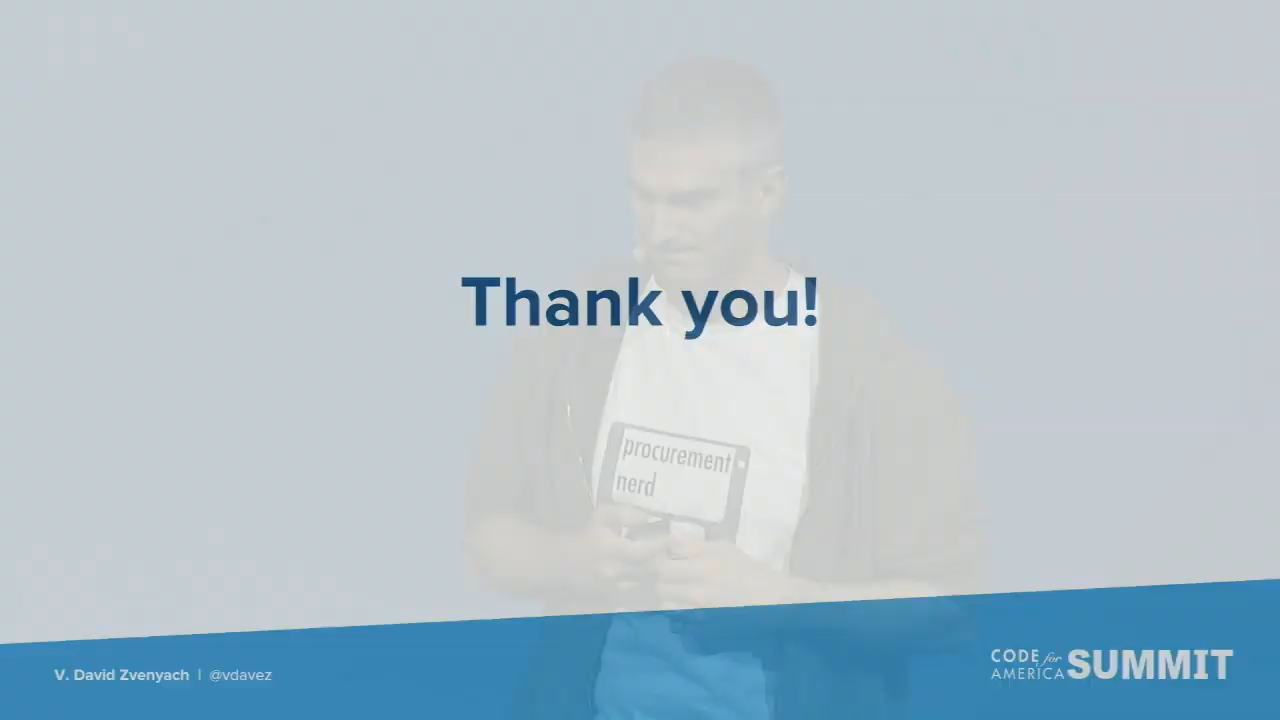 Thank you!
procurement
nerd
V. David Zvenyach | @vdavez
CODE for
AMERICA SUMMIT